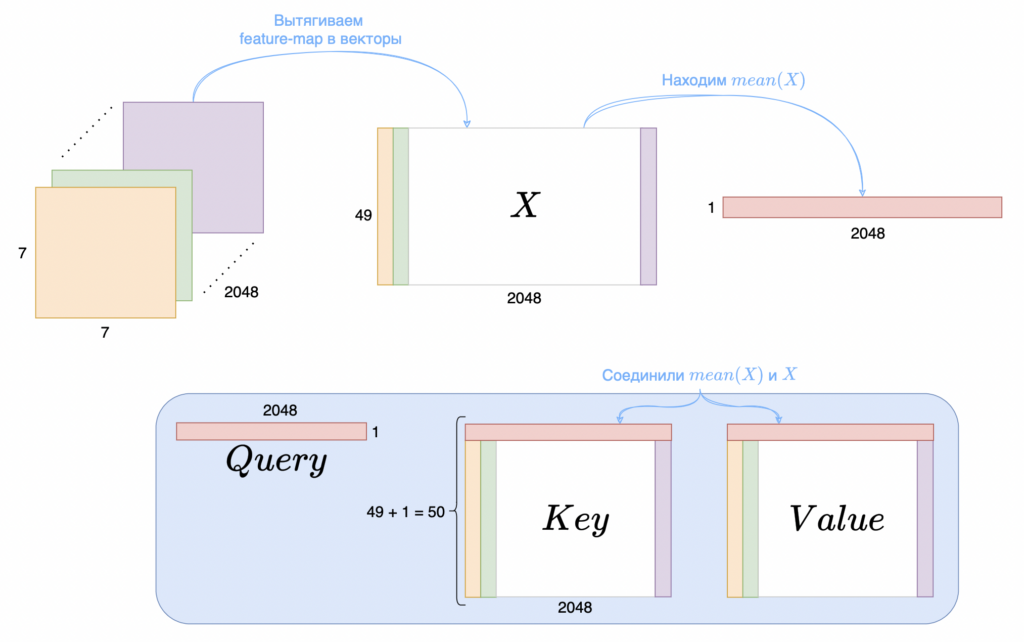 Вытягиваем
feature-map в векторы
Находим mean(X)
7
7
2048
49
X
2048
1
2048
Соединили mean(X) и X
2048
1
Query
49 + 1 = 50
Key
2048
Value